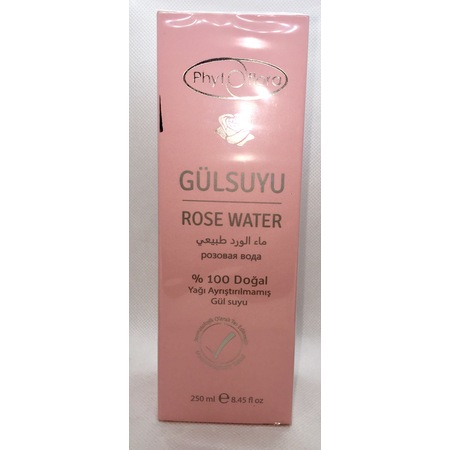 GÜLSUYU
ROSE WATER
ماء الورد طبيعي
розовая вода
% 100 Doğal
Yağı Ayrıştırılmamış
Gül suyu
250 ml ℮ 8.45 fl oz